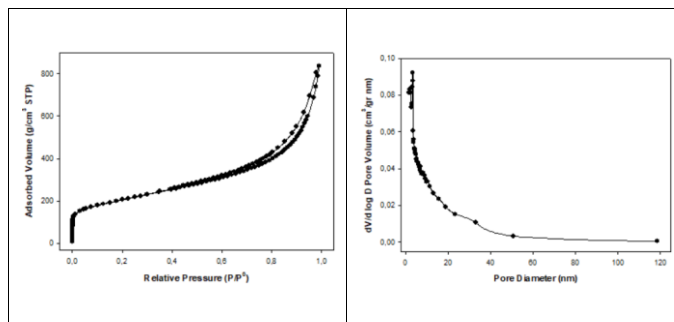 800
600
400
200
0
Adsorbed Volume (g/cm³ STP)
0,0 0,2 0,4 0,6 0,8 1,0
Relative Pressure (P/P⁰)
0,10
0,08
0,06
0,04
0,02
0,00
dV/dlog D Pore Volume (cm³/gr nm)
0 20 40 60 80 100 120
Pore Diameter (nm)